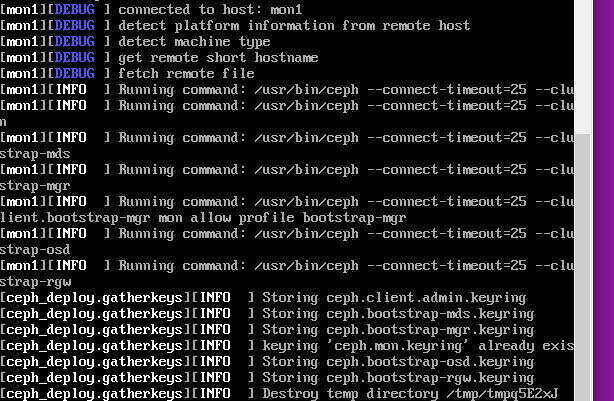 [mon1][DEBUG ] connected to host: mon1
[mon1][DEBUG ] detect platform information from remote host
[mon1][DEBUG ] detect machine type
[mon1][DEBUG ] get remote short hostname
[mon1][DEBUG ] fetch remote file
[mon1][INFO  ] Running command: /usr/bin/ceph --connect-timeout=25 --clu
[mon1][INFO  ] Running command: /usr/bin/ceph --connect-timeout=25 --clu
n
[mon1][INFO  ] Running command: /usr/bin/ceph --connect-timeout=25 --clu
strap-mds
[mon1][INFO  ] Running command: /usr/bin/ceph --connect-timeout=25 --clu
strap-mgr
[mon1][INFO  ] Running command: /usr/bin/ceph --connect-timeout=25 --clu
lient.bootstrap-mgr mon allow profile bootstrap-mgr
[mon1][INFO  ] Running command: /usr/bin/ceph --connect-timeout=25 --clu
strap-osd
[mon1][INFO  ] Running command: /usr/bin/ceph --connect-timeout=25 --clu
strap-rgw
[ceph_deploy.gatherkeys][INFO  ] Storing ceph.client.admin.keyring
[ceph_deploy.gatherkeys][INFO  ] Storing ceph.bootstrap-mds.keyring
[ceph_deploy.gatherkeys][INFO  ] Storing ceph.bootstrap-mgr.keyring
[ceph_deploy.gatherkeys][INFO  ] keyring 'ceph.mon.keyring' already exis
[ceph_deploy.gatherkeys][INFO  ] Storing ceph.bootstrap-osd.keyring
[ceph_deploy.gatherkeys][INFO  ] Storing ceph.bootstrap-rgw.keyring
[ceph_deploy.gatherkeys][INFO  ] Destroy temp directory /tmp/tmpq5E2xJ